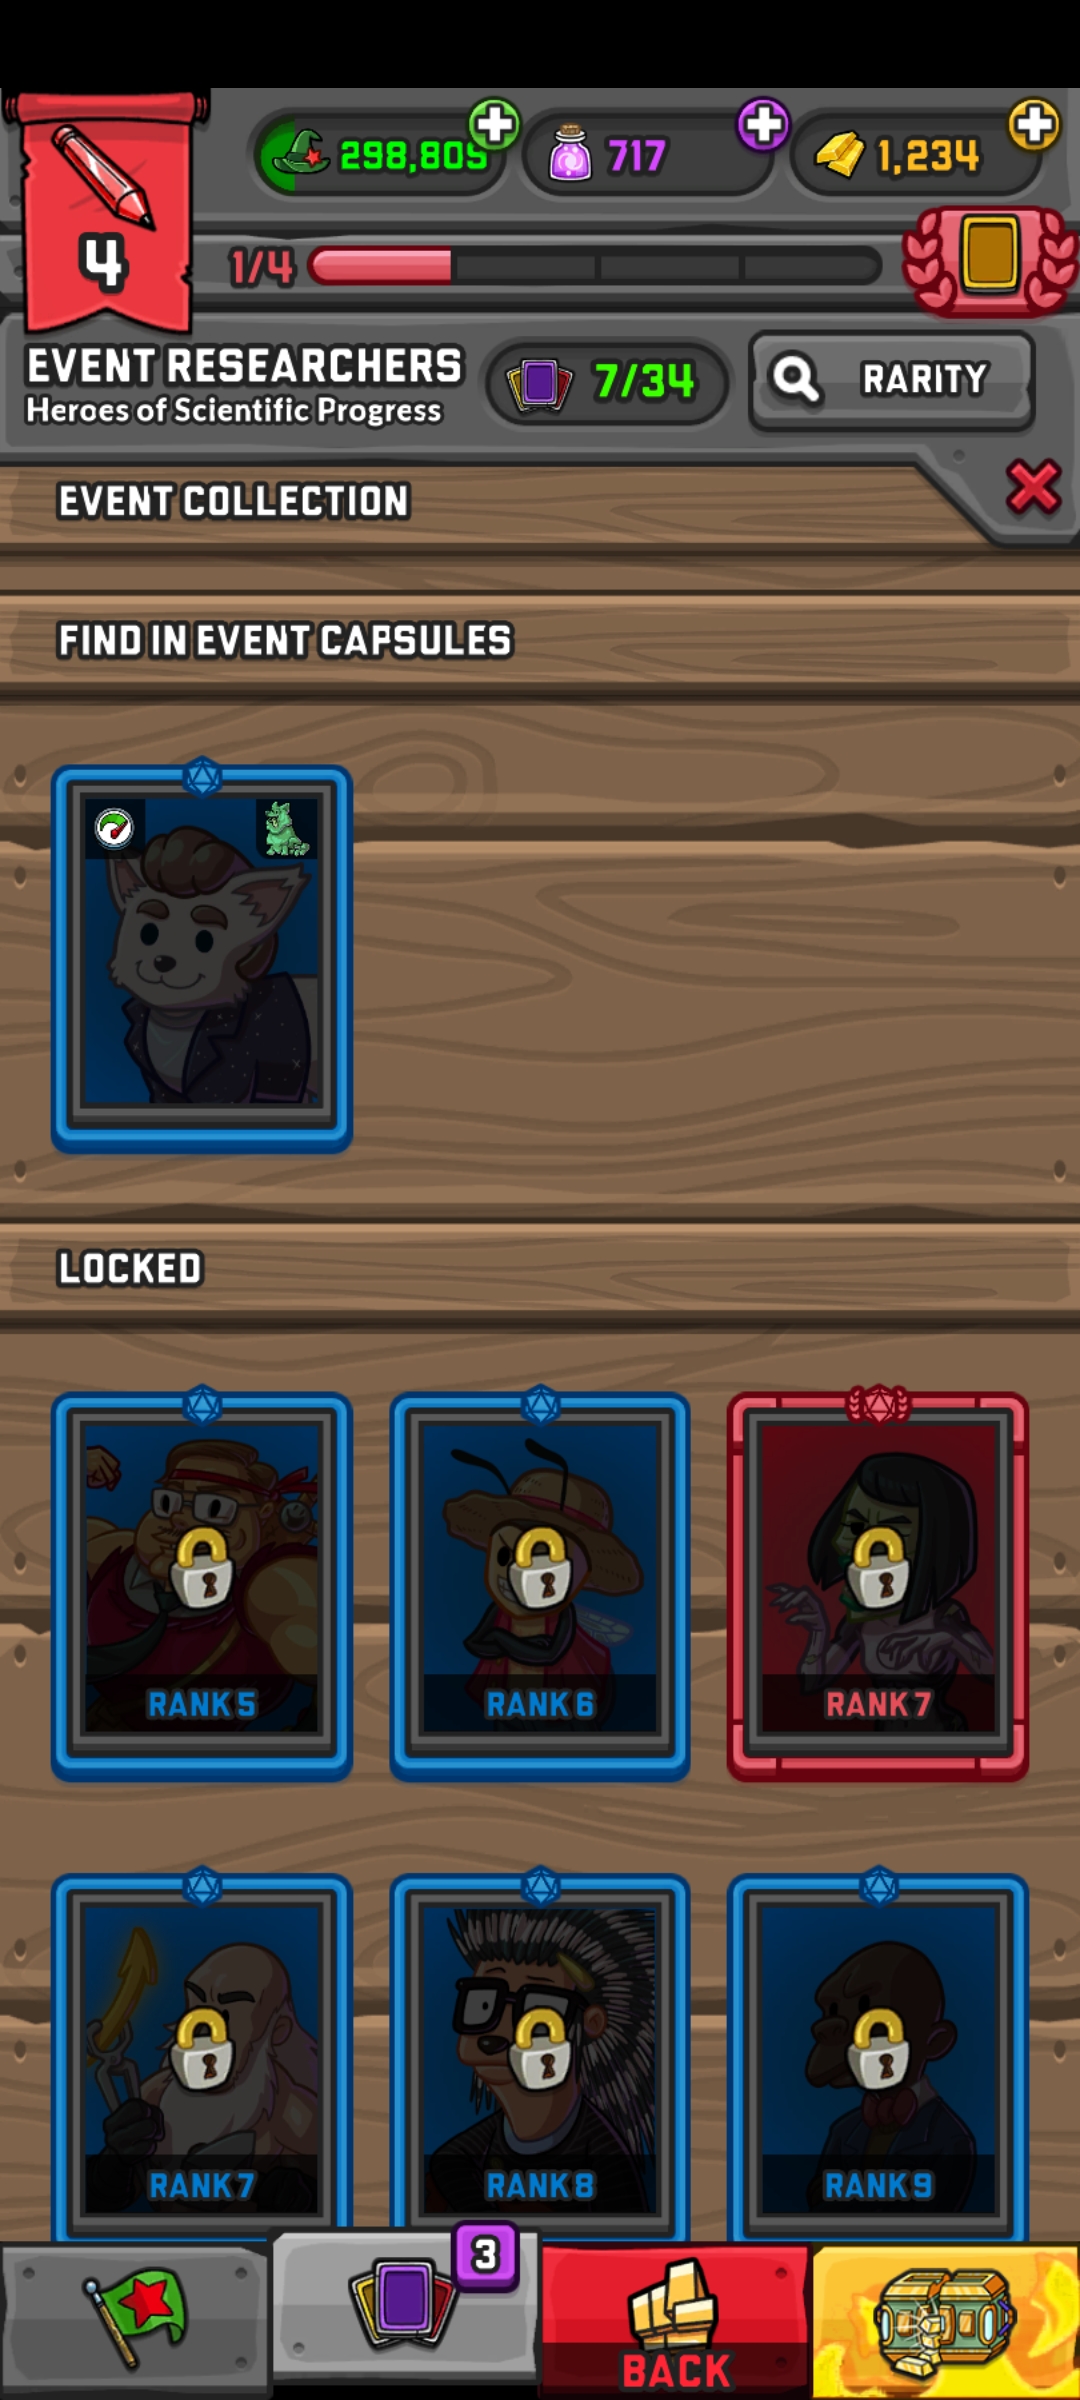 298,805
717
1,234
4
1/4
EVENT RESEARCHERS
Heroes of Scientific Progress
7/34
RARITY
EVENT COLLECTION
FIND IN EVENT CAPSULES
LOCKED
RANK 5
RANK 6
RANK 7
RANK 7
RANK 8
RANK 9
3
BACK